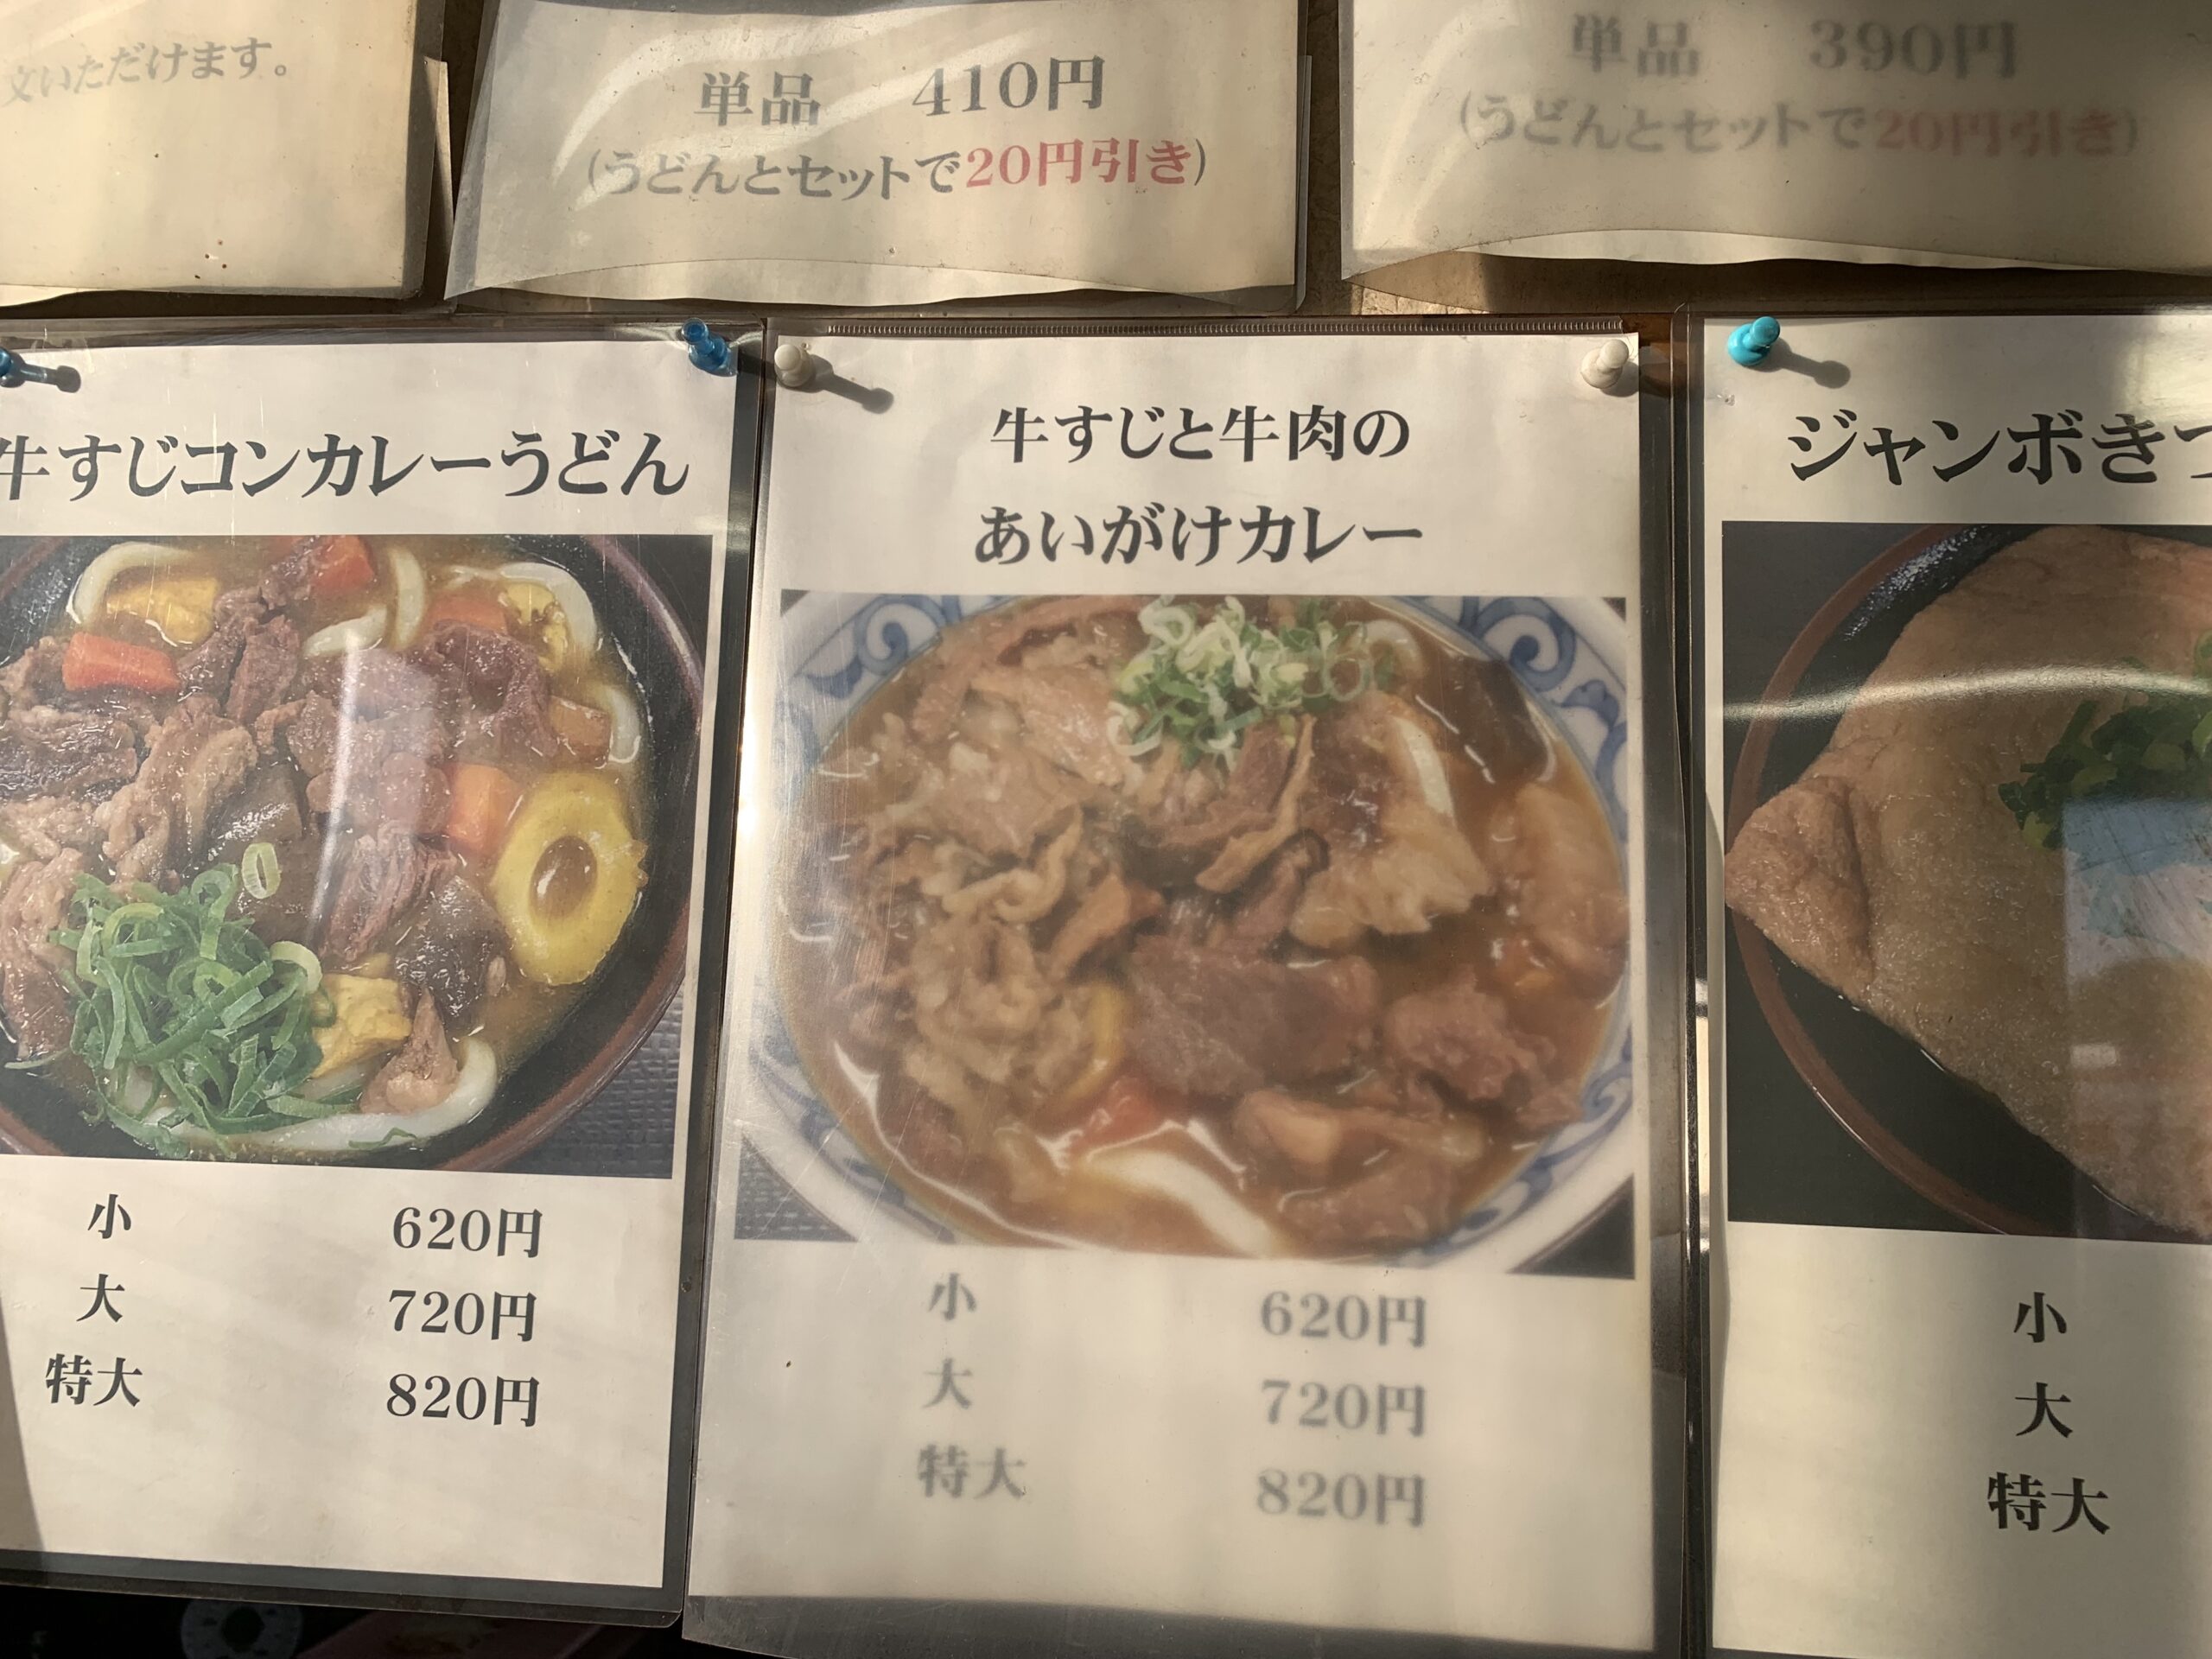 文いただけます。
単品 410円
(うどんとセットで20円引き)
単品 390円
(うどんとセットで20円引き)
牛すじコンカレーうどん
小 620円
大 720円
特大 820円
牛すじと牛肉の
あいがけカレー
小 620円
大 720円
特大 820円
ジャンボきつ
小
大
特大